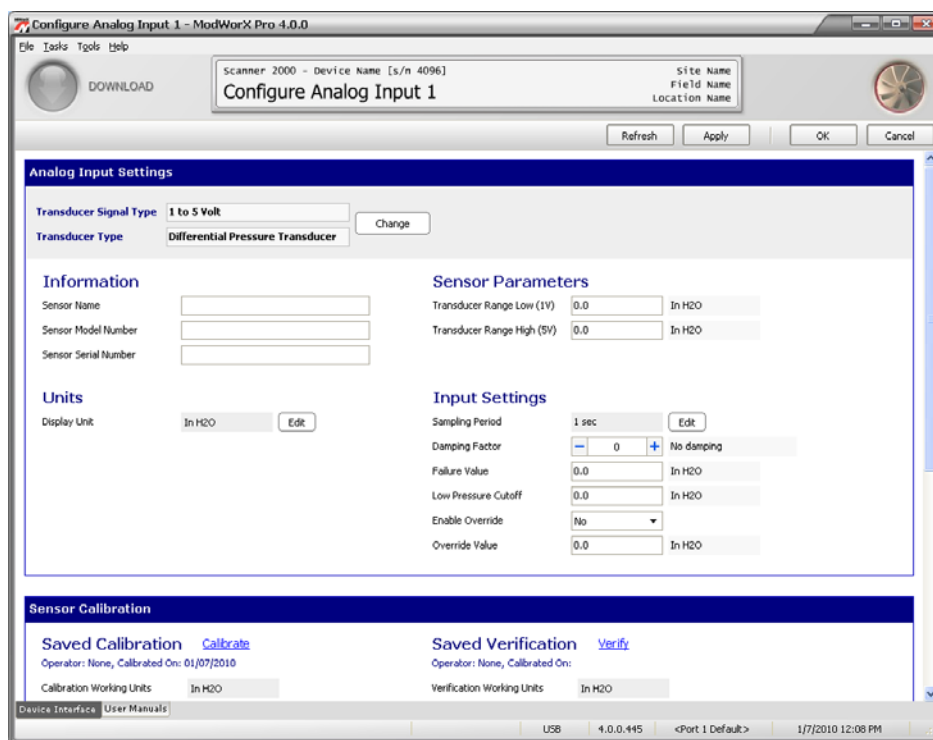 Configure Analog Input 1 - ModWorX Pro 4.0.0
File Tasks Tools Help
DOWNLOAD
Scanner 2000 - Device Name [s/n 4096]
Configure Analog Input 1
Site Name
Field Name
Location Name
Refresh Apply OK Cancel
Analog Input Settings
Transducer Signal Type 1 to 5 Volt
Transducer Type Differential Pressure Transducer
Change
Information
Sensor Name
Sensor Model Number
Sensor Serial Number
Sensor Parameters
Transducer Range Low (1V) 0.0 In H2O
Transducer Range High (5V) 0.0 In H2O
Units
Display Unit In H2O Edit
Input Settings
Sampling Period 1 sec Edit
Damping Factor − 0 + No damping
Failure Value 0.0 In H2O
Low Pressure Cutoff 0.0 In H2O
Enable Override No
Override Value 0.0 In H2O
Sensor Calibration
Saved Calibration Calibrate
Operator: None, Calibrated On: 01/07/2010
Calibration Working Units In H2O
Saved Verification Verify
Operator: None, Calibrated On:
Verification Working Units In H2O
Device Interface User Manuals
USB 4.0.0.445 <Port 1 Default> 1/7/2010 12:08 PM